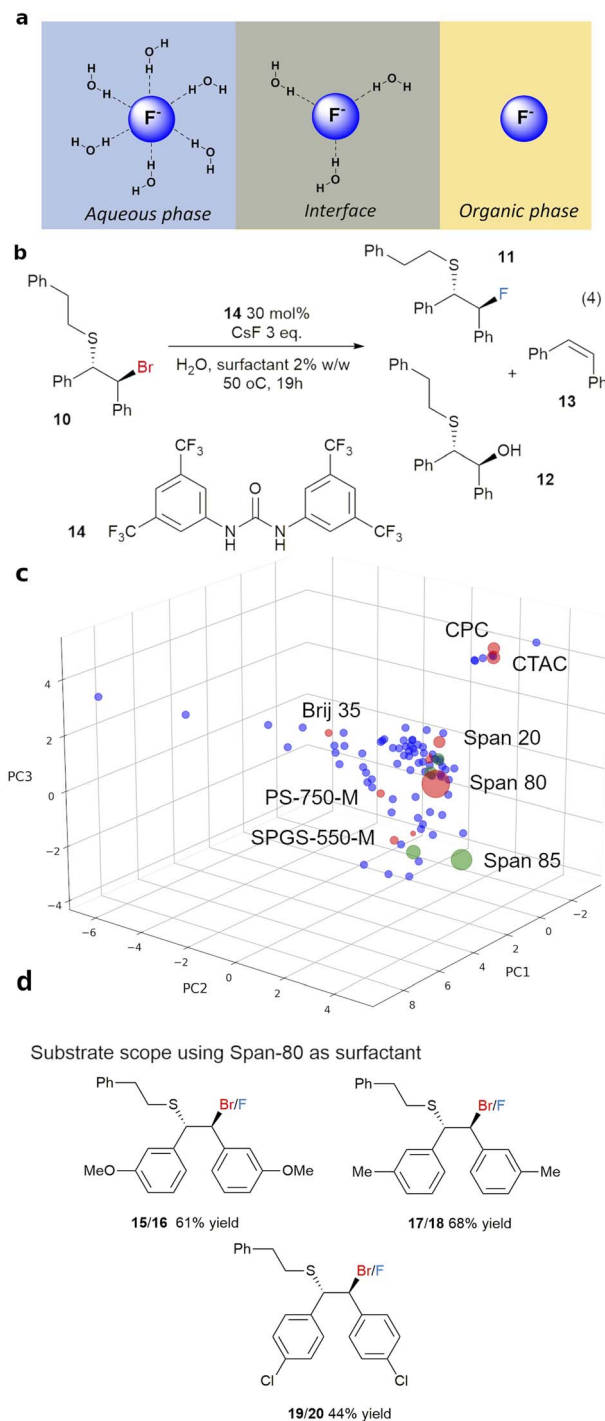 a
H
O
H
H
O
H
H
O
H
F-
H
O
H
H
O
H
H
O
H
Aqueous phase
H
O
H
H
O
H
F-
H
O
H
Interface
F-
Organic phase
b
Ph
S
Ph
Br
Ph
10
14 30 mol%
CsF 3 eq.
H2O, surfactant 2% w/w
50 oC, 19h
Ph
11
S
Ph
F
Ph
(4)
+
Ph
Ph
13
Ph
S
Ph
OH
Ph
12
14
CF3
CF3
F3C
O
N
H
N
H
CF3
c
CPC
CTAC
Brij 35
Span 20
Span 80
PS-750-M
SPGS-550-M
Span 85
PC3
4
2
0
−2
−4
PC2
−6
−4
−2
0
2
4
PC1
8
6
4
2
0
−2
d
Substrate scope using Span-80 as surfactant
Ph
S
Br/F
MeO
OMe
15/16 61% yield
Ph
S
Br/F
Me
Me
17/18 68% yield
Ph
S
Br/F
Cl
Cl
19/20 44% yield